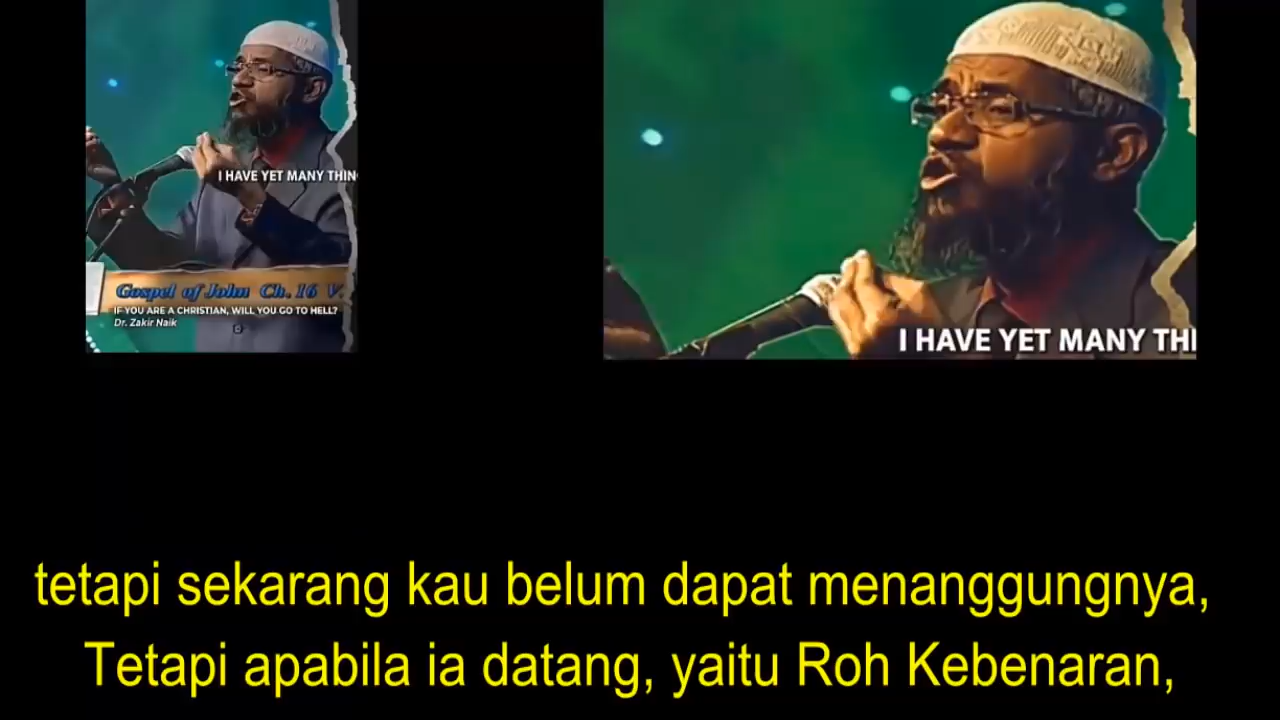 I HAVE YET MANY THIN
Gospel of John Ch. 16 V.
IF YOU ARE A CHRISTIAN, WILL YOU GO TO HELL?
Dr. Zakir Naik
I HAVE YET MANY THI
tetapi sekarang kau belum dapat menanggungnya,
Tetapi apabila ia datang, yaitu Roh Kebenaran,